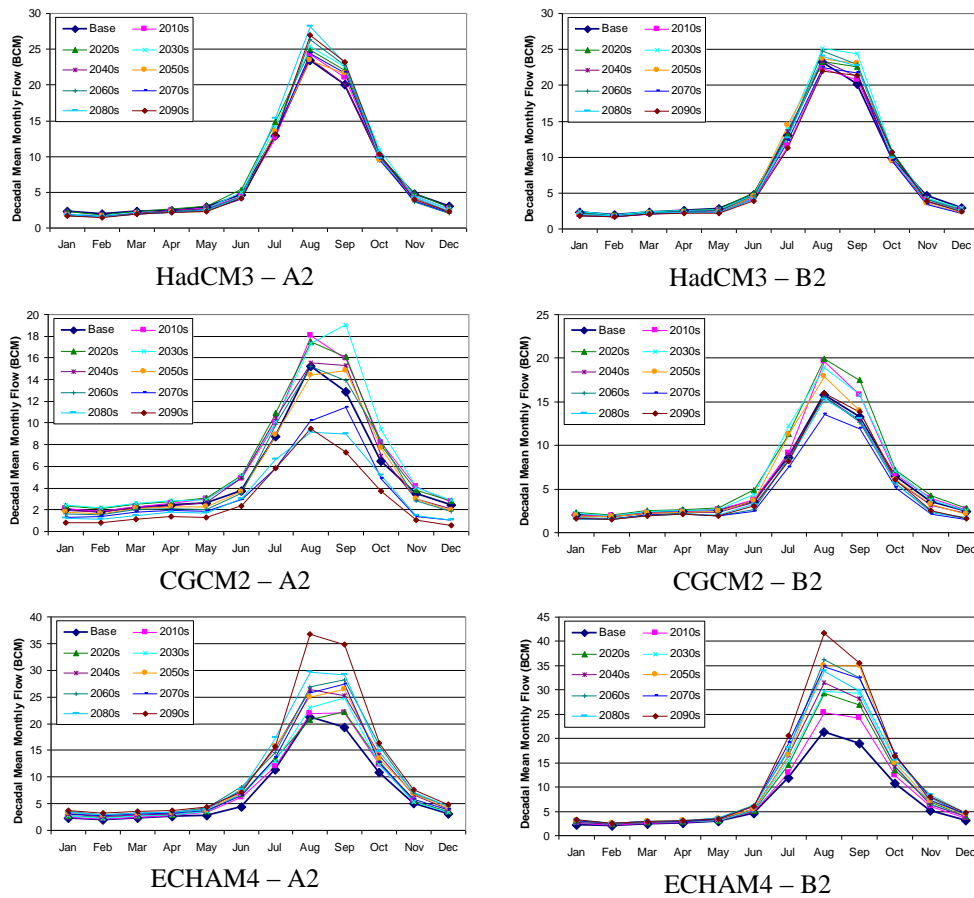 Decadal Mean Monthly Flow (BCM)
30
25
20
15
10
5
0
Base
2010s
2020s
2030s
2040s
2050s
2060s
2070s
2080s
2090s
Jan Feb Mar Apr May Jun Jul Aug Sep Oct Nov Dec
HadCM3 – A2
Decadal Mean Monthly Flow (BCM)
30
25
20
15
10
5
0
Base
2010s
2020s
2030s
2040s
2050s
2060s
2070s
2080s
2090s
Jan Feb Mar Apr May Jun Jul Aug Sep Oct Nov Dec
HadCM3 – B2
Decadal Mean Monthly Flow (BCM)
20
18
16
14
12
10
8
6
4
2
0
Base
2010s
2020s
2030s
2040s
2050s
2060s
2070s
2080s
2090s
Jan Feb Mar Apr May Jun Jul Aug Sep Oct Nov Dec
CGCM2 – A2
Decadal Mean Monthly Flow (BCM)
25
20
15
10
5
0
Base
2010s
2020s
2030s
2040s
2050s
2060s
2070s
2080s
2090s
Jan Feb Mar Apr May Jun Jul Aug Sep Oct Nov Dec
CGCM2 – B2
Decadal Mean Monthly Flow (BCM)
40
35
30
25
20
15
10
5
0
Base
2010s
2020s
2030s
2040s
2050s
2060s
2070s
2080s
2090s
Jan Feb Mar Apr May Jun Jul Aug Sep Oct Nov Dec
ECHAM4 – A2
Decadal Mean Monthly Flow (BCM)
45
40
35
30
25
20
15
10
5
0
Base
2010s
2020s
2030s
2040s
2050s
2060s
2070s
2080s
2090s
Jan Feb Mar Apr May Jun Jul Aug Sep Oct Nov Dec
ECHAM4 – B2